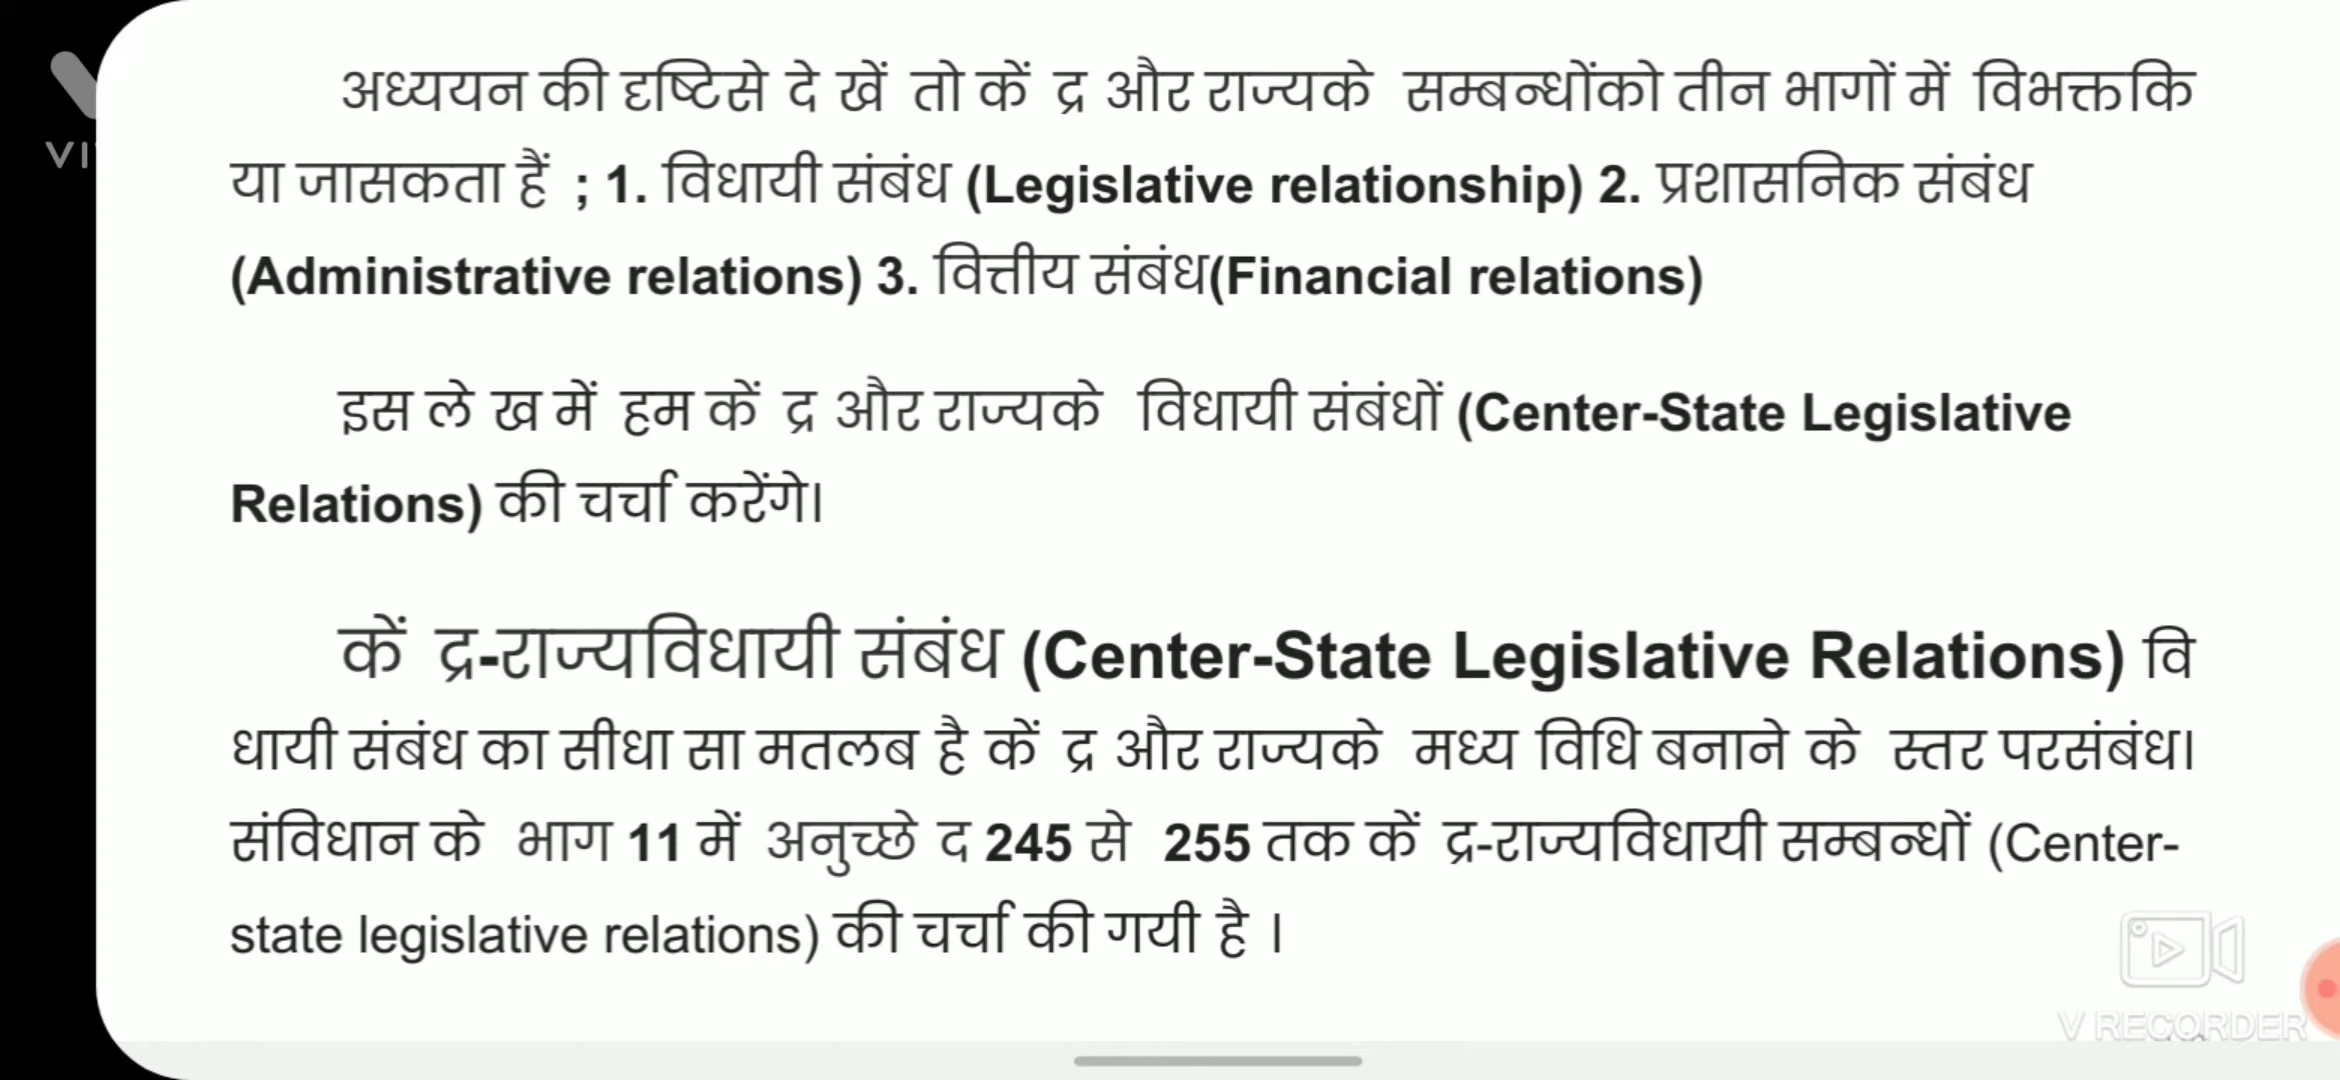 अध्ययन की दृष्टिसे दे खें तो कें द्र और राज्यके सम्बन्धोंको तीन भागों में विभक्तकि
या जासकता हैं ; 1. विधायी संबंध (Legislative relationship) 2. प्रशासनिक संबंध
(Administrative relations) 3. वित्तीय संबंध(Financial relations)
इस ले ख में हम कें द्र और राज्यके विधायी संबंधों (Center-State Legislative
Relations) की चर्चा करेंगे।
कें द्र-राज्यविधायी संबंध (Center-State Legislative Relations) वि
धायी संबंध का सीधा सा मतलब है कें द्र और राज्यके मध्य विधि बनाने के स्तर परसंबंध।
संविधान के भाग 11 में अनुच्छे द 245 से 255 तक कें द्र-राज्यविधायी सम्बन्धों (Center-
state legislative relations) की चर्चा की गयी है ।
V RECORDER